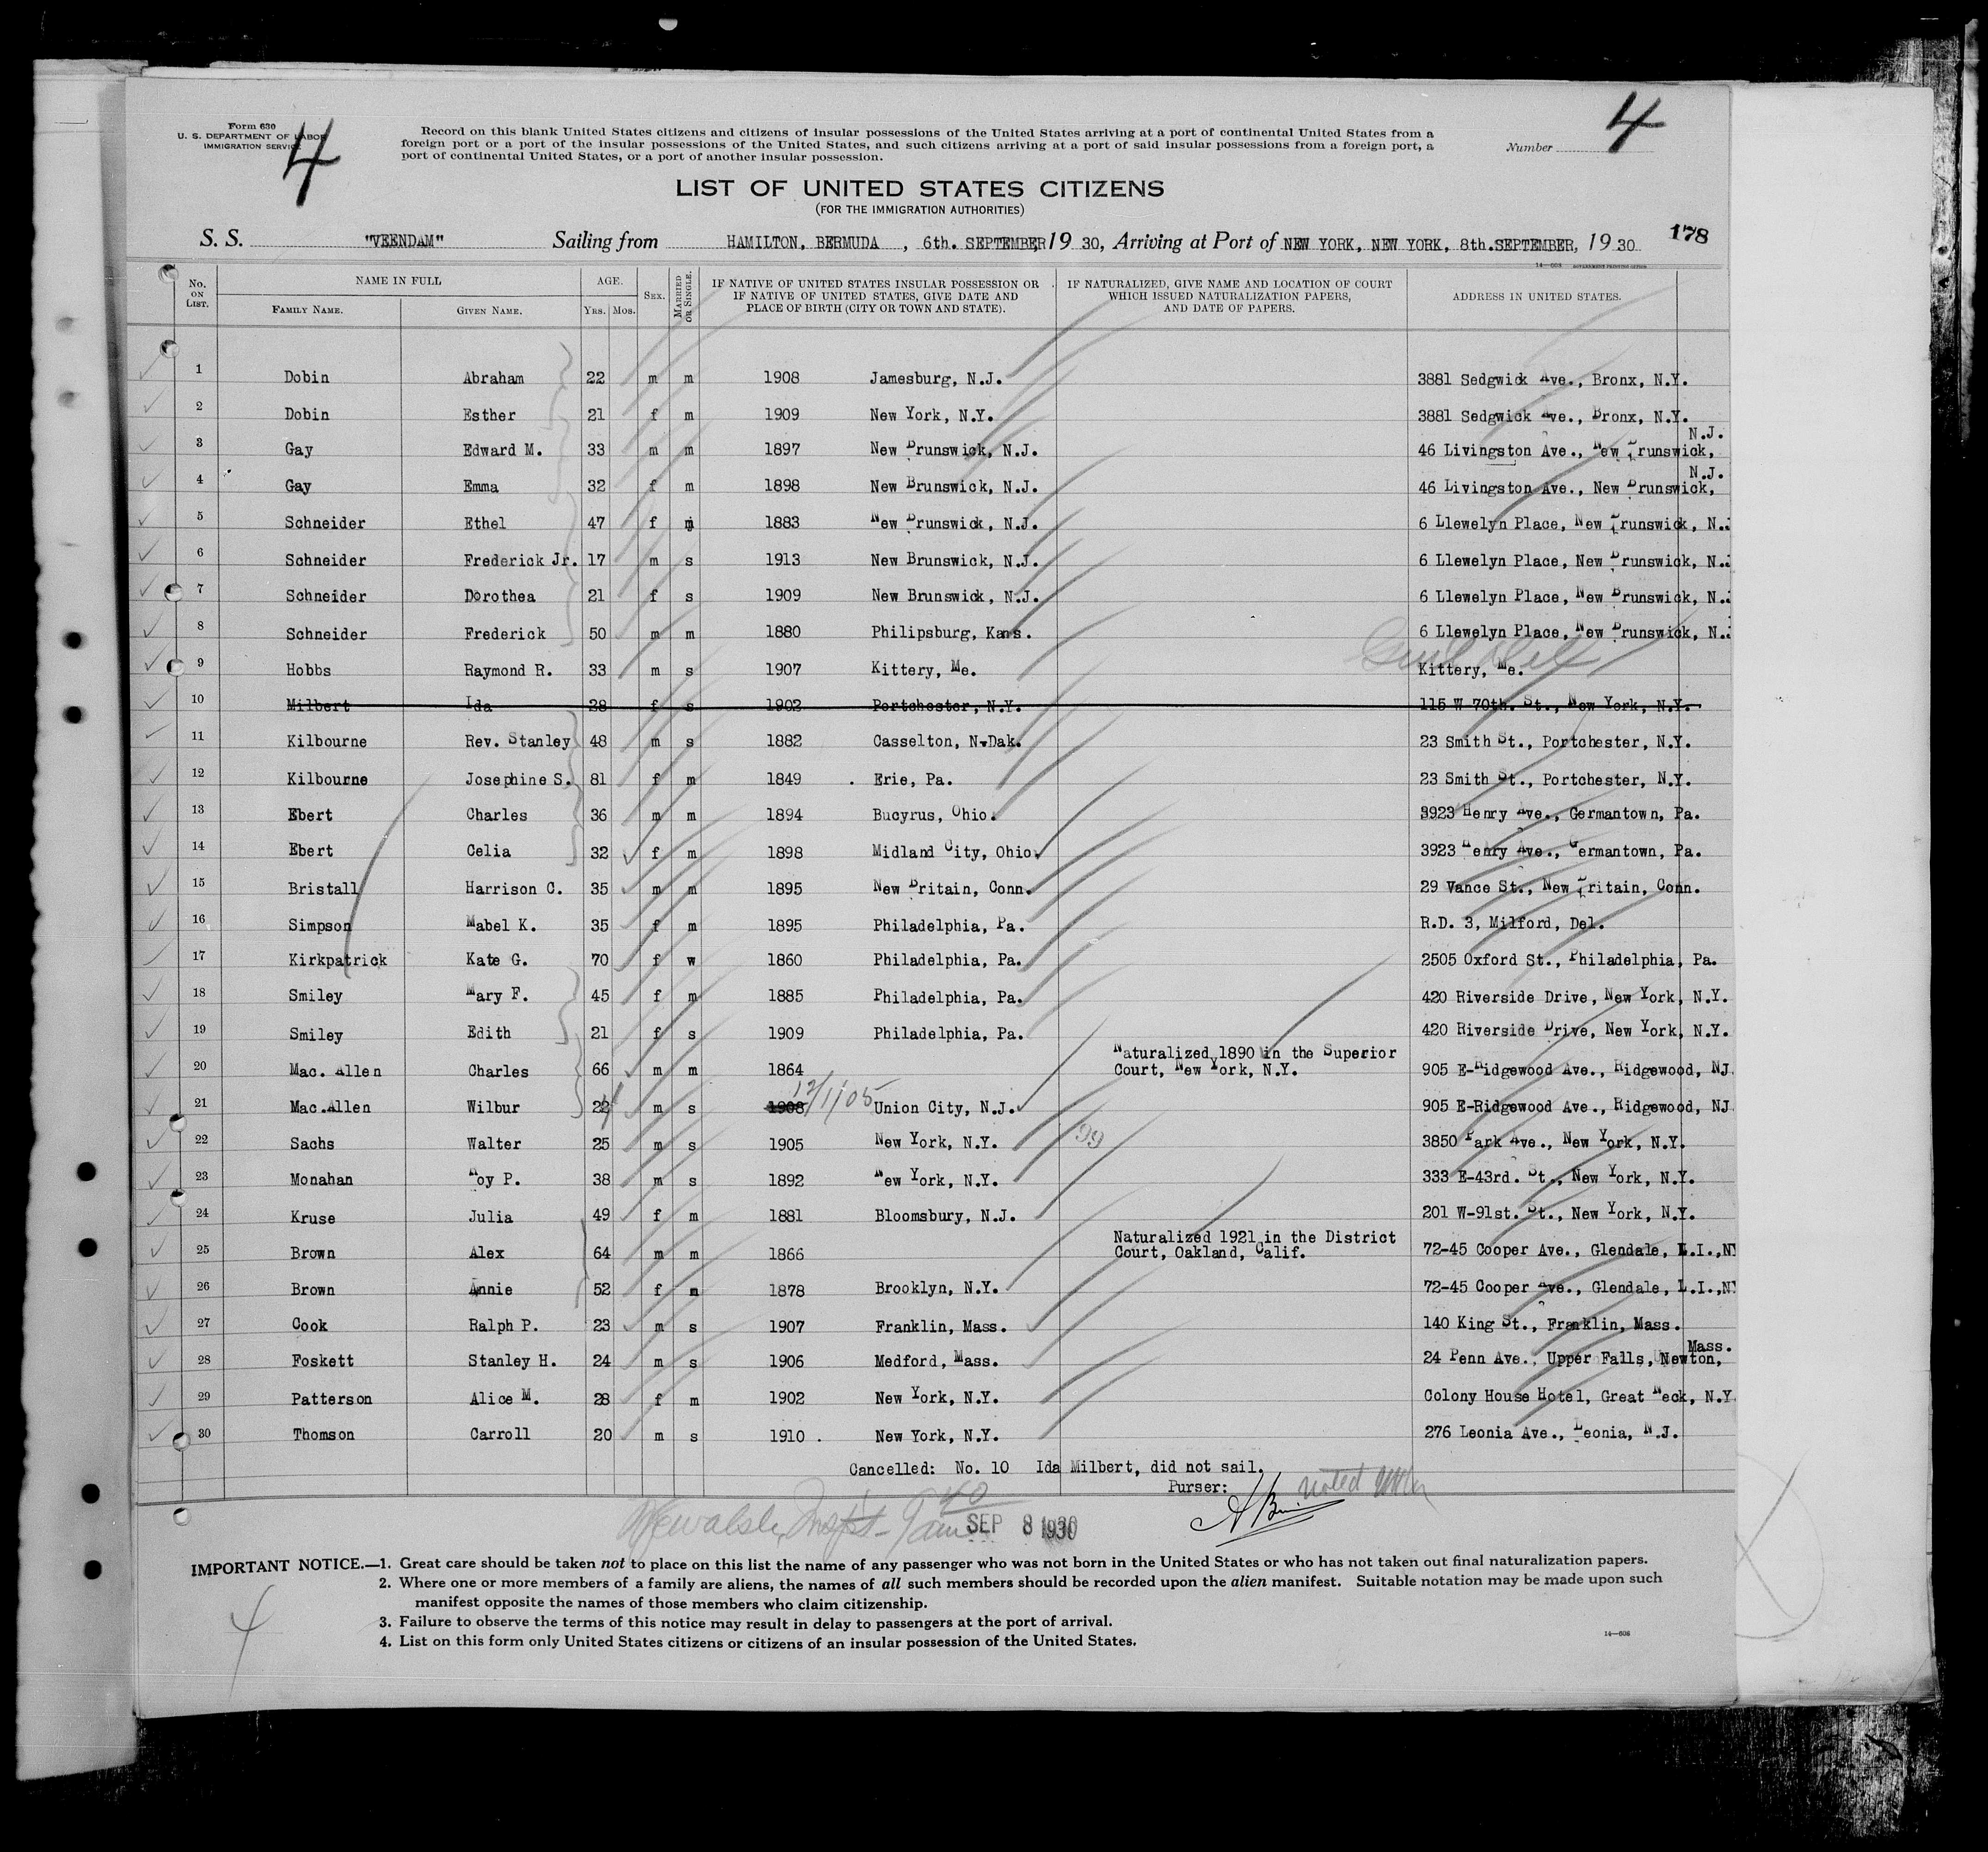 Form 630
U. S. DEPARTMENT OF LABOR
IMMIGRATION SERVICE
4
Record on this blank United States citizens and citizens of insular possessions of the United States arriving at a port of continental United States from a
foreign port or a port of the insular possessions of the United States, and such citizens arriving at a port of said insular possessions from a foreign port, a
port of continental United States, or a port of another insular possession.
Number 4
LIST OF UNITED STATES CITIZENS
(FOR THE IMMIGRATION AUTHORITIES)
178
S. S. "VEENDAM" Sailing from HAMILTON, BERMUDA , 6th. SEPTEMBER, 19 30, Arriving at Port of NEW YORK, NEW YORK, 8th. SEPTEMBER, 19 30
14—608 GOVERNMENT PRINTING OFFICE
No. ON LIST. NAME IN FULL FAMILY NAME. GIVEN NAME. AGE. YRS. MOS. SEX. MARRIED OR SINGLE. IF NATIVE OF UNITED STATES INSULAR POSSESSION OR IF NATIVE OF UNITED STATES, GIVE DATE AND PLACE OF BIRTH (CITY OR TOWN AND STATE). IF NATURALIZED, GIVE NAME AND LOCATION OF COURT WHICH ISSUED NATURALIZATION PAPERS, AND DATE OF PAPERS. ADDRESS IN UNITED STATES.
1 Dobin Abraham 22 m m 1908 Jamesburg, N.J. 3881 Sedgwick Ave., Bronx, N.Y.
2 Dobin Esther 21 f m 1909 New York, N.Y. 3881 Sedgwick Ave., Bronx, N.Y.
3 Gay Edward M. 33 m m 1897 New Brunswick, N.J. 46 Livingston Ave., New Brunswick, N.J.
4 Gay Emma 32 f m 1898 New Brunswick, N.J. 46 Livingston Ave., New Brunswick, N.J.
5 Schneider Ethel 47 f m 1883 New Brunswick, N.J. 6 Llewelyn Place, New Brunswick, N.J
6 Schneider Frederick Jr. 17 m s 1913 New Brunswick, N.J. 6 Llewelyn Place, New Brunswick, N.J
7 Schneider Dorothea 21 f s 1909 New Brunswick, N.J. 6 Llewelyn Place, New Brunswick, N.J
8 Schneider Frederick 50 m m 1880 Philipsburg, Kans. 6 Llewelyn Place, New Brunswick, N.J
9 Hobbs Raymond R. 33 m s 1907 Kittery, Me. Kittery, Me.
10 Milbert Ida 28 f s 1902 Portchester, N.Y. 115 W 70th. St., New York, N.Y.
11 Kilbourne Rev. Stanley 48 m s 1882 Casselton, N.Dak. 23 Smith St., Portchester, N.Y.
12 Kilbourne Josephine S. 81 f m 1849 . Erie, Pa. 23 Smith St., Portchester, N.Y.
13 Ebert Charles 36 m m 1894 Bucyrus, Ohio. 3923 Henry Ave., Germantown, Pa.
14 Ebert Celia 32 f m 1898 Midland City, Ohio. 3923 Henry Ave., Germantown, Pa.
15 Bristall Harrison C. 35 m m 1895 New Britain, Conn. 29 Vance St., New Britain, Conn.
16 Simpson Mabel K. 35 f m 1895 Philadelphia, Pa. R.D. 3, Milford, Del.
17 Kirkpatrick Kate G. 70 f w 1860 Philadelphia, Pa. 2505 Oxford St., Philadelphia, Pa.
18 Smiley Mary F. 45 f m 1885 Philadelphia, Pa. 420 Riverside Drive, New York, N.Y.
19 Smiley Edith 21 f s 1909 Philadelphia, Pa. 420 Riverside Drive, New York, N.Y.
20 Mac. Allen Charles 66 m m 1864 Naturalized 1890 in the Superior Court, New York, N.Y. 905 E-Ridgewood Ave., Ridgewood, NJ
21 Mac.Allen Wilbur 22 4 m s 1908 12/1/05 Union City, N.J. 905 E-Ridgewood Ave., Ridgewood, NJ
22 Sachs Walter 25 m s 1905 New York, N.Y. 99 3850 Park Ave., New York, N.Y.
23 Monahan Roy P. 38 m s 1892 New York, N.Y. 333 E-43rd. St., New York, N.Y.
24 Kruse Julia 49 f m 1881 Bloomsbury, N.J. 201 W-91st. St., New York, N.Y.
25 Brown Alex 64 m m 1866 Naturalized 1921 in the District Court, Oakland, Calif. 72-45 Cooper Ave., Glendale, L.I.,NY
26 Brown Annie 52 f m 1878 Brooklyn, N.Y. 72-45 Cooper Ave., Glendale, L.I.,NY
27 Cook Ralph P. 23 m s 1907 Franklin, Mass. 140 King St., Franklin, Mass.
28 Foskett Stanley H. 24 m s 1906 Medford, Mass. 24 Penn Ave., Upper Falls, Newton, Mass.
29 Patterson Alice M. 28 f m 1902 New York, N.Y. Colony House Hotel, Great Neck, N.Y
30 Thomson Carroll 20 m s 1910 . New York, N.Y. 276 Leonia Ave., Leonia, N.J.
Cancelled: No. 10 Ida Milbert, did not sail.
Purser:
noted
SEP 8 1930
IMPORTANT NOTICE.—1. Great care should be taken not to place on this list the name of any passenger who was not born in the United States or who has not taken out final naturalization papers.
2. Where one or more members of a family are aliens, the names of all such members should be recorded upon the alien manifest. Suitable notation may be made upon such
manifest opposite the names of those members who claim citizenship.
3. Failure to observe the terms of this notice may result in delay to passengers at the port of arrival.
4. List on this form only United States citizens or citizens of an insular possession of the United States.
14—608
4